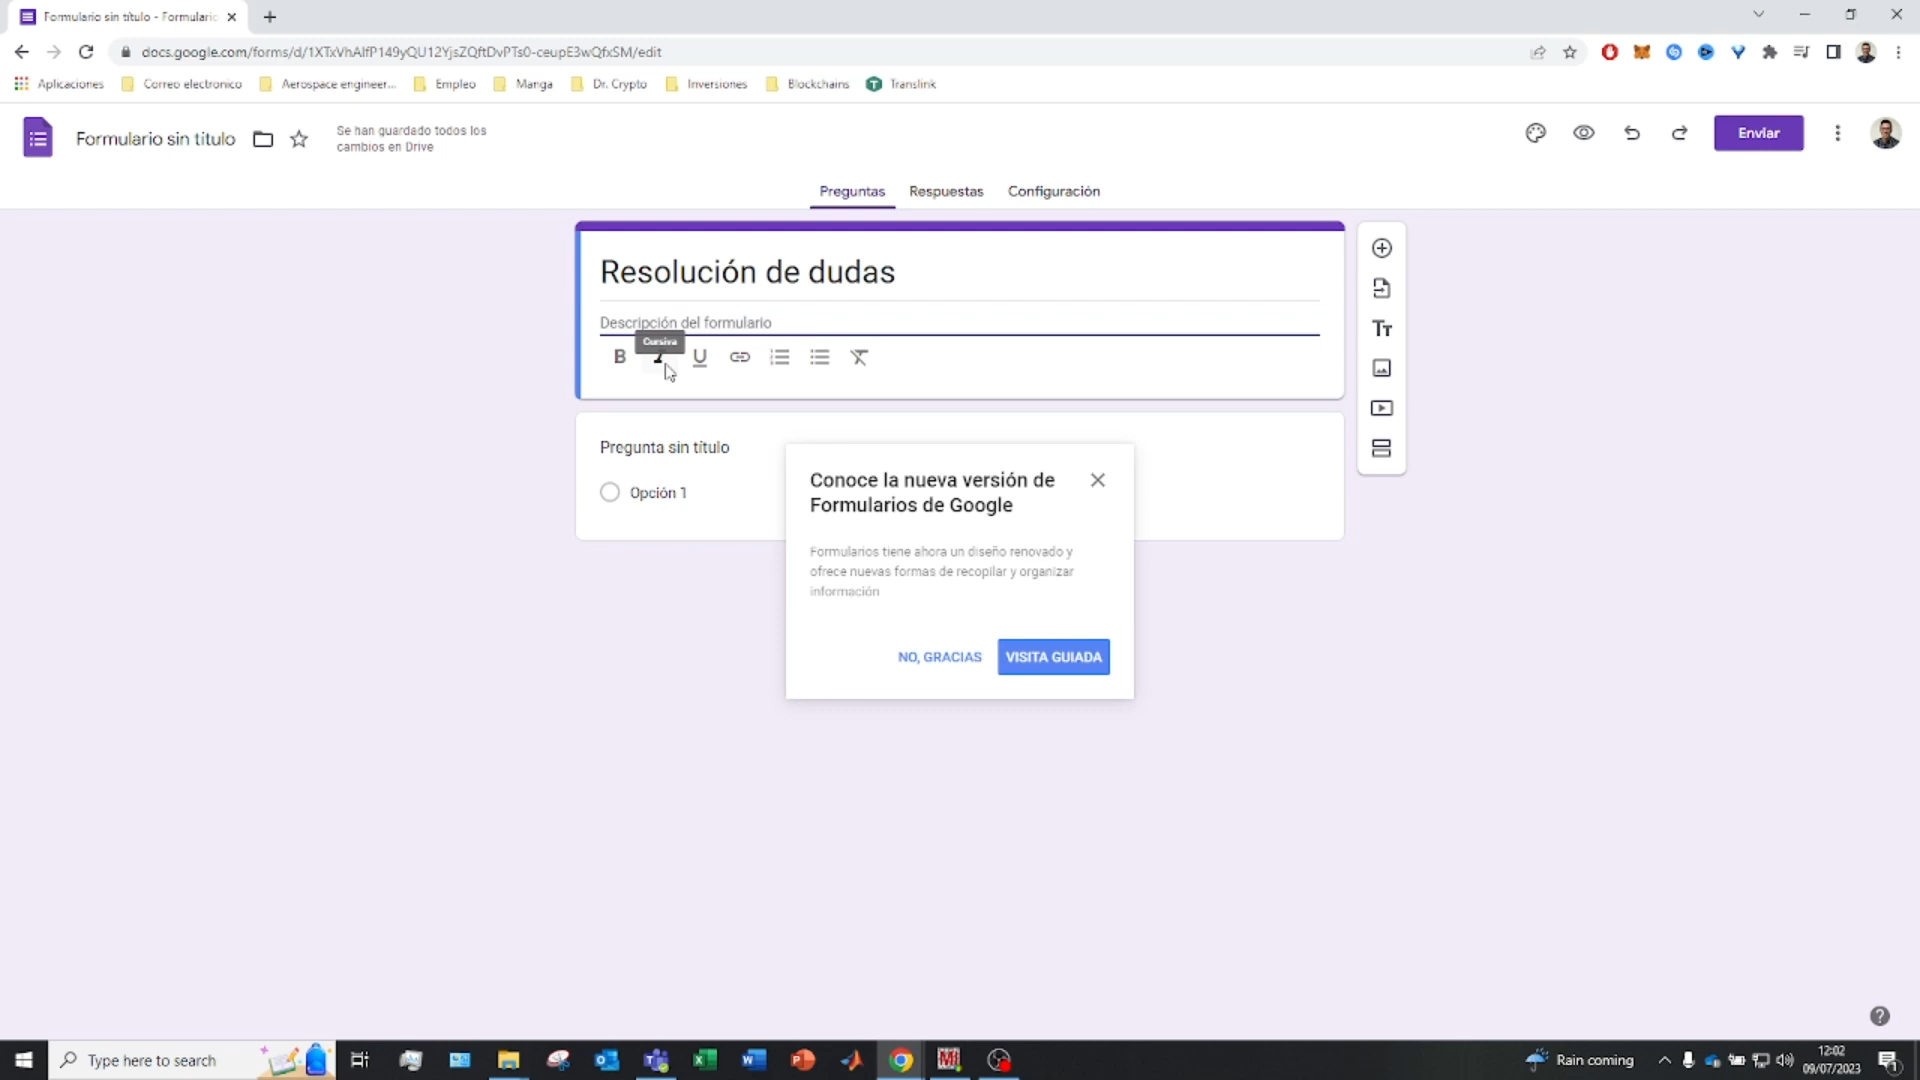 Formulario sin título - Formulario
docs.google.com/forms/d/1XTxVhAlfP149yQU12YjsZQftDvPTs0-ceupE3wQfxSM/edit
Aplicaciones
Correo electronico
Aerospace engineer...
Empleo
Manga
Dr. Crypto
Inversiones
Blockchains
Translink
Formulario sin título
Se han guardado todos los
cambios en Drive
Enviar
Preguntas
Respuestas
Configuración
Resolución de dudas
Descripción del formulario
Cursiva
B I U
Tt
Pregunta sin título
Opción 1
Conoce la nueva versión de
Formularios de Google
Formularios tiene ahora un diseño renovado y
ofrece nuevas formas de recopilar y organizar
información
NO, GRACIAS
VISITA GUIADA
Type here to search
Rain coming
12:02
09/07/2023